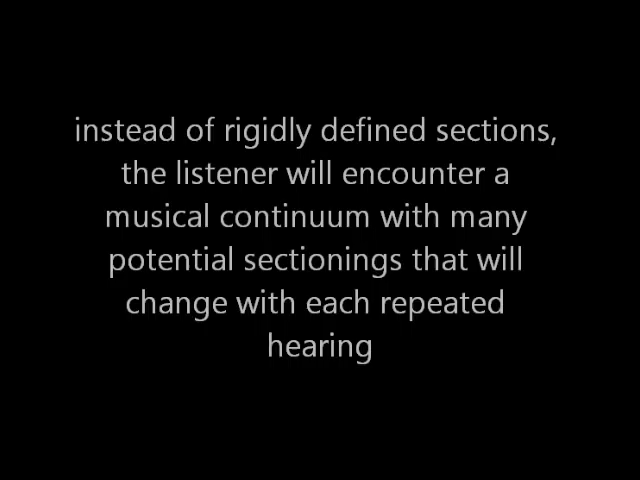 instead of rigidly defined sections,
the listener will encounter a
musical continuum with many
potential sectionings that will
change with each repeated
hearing